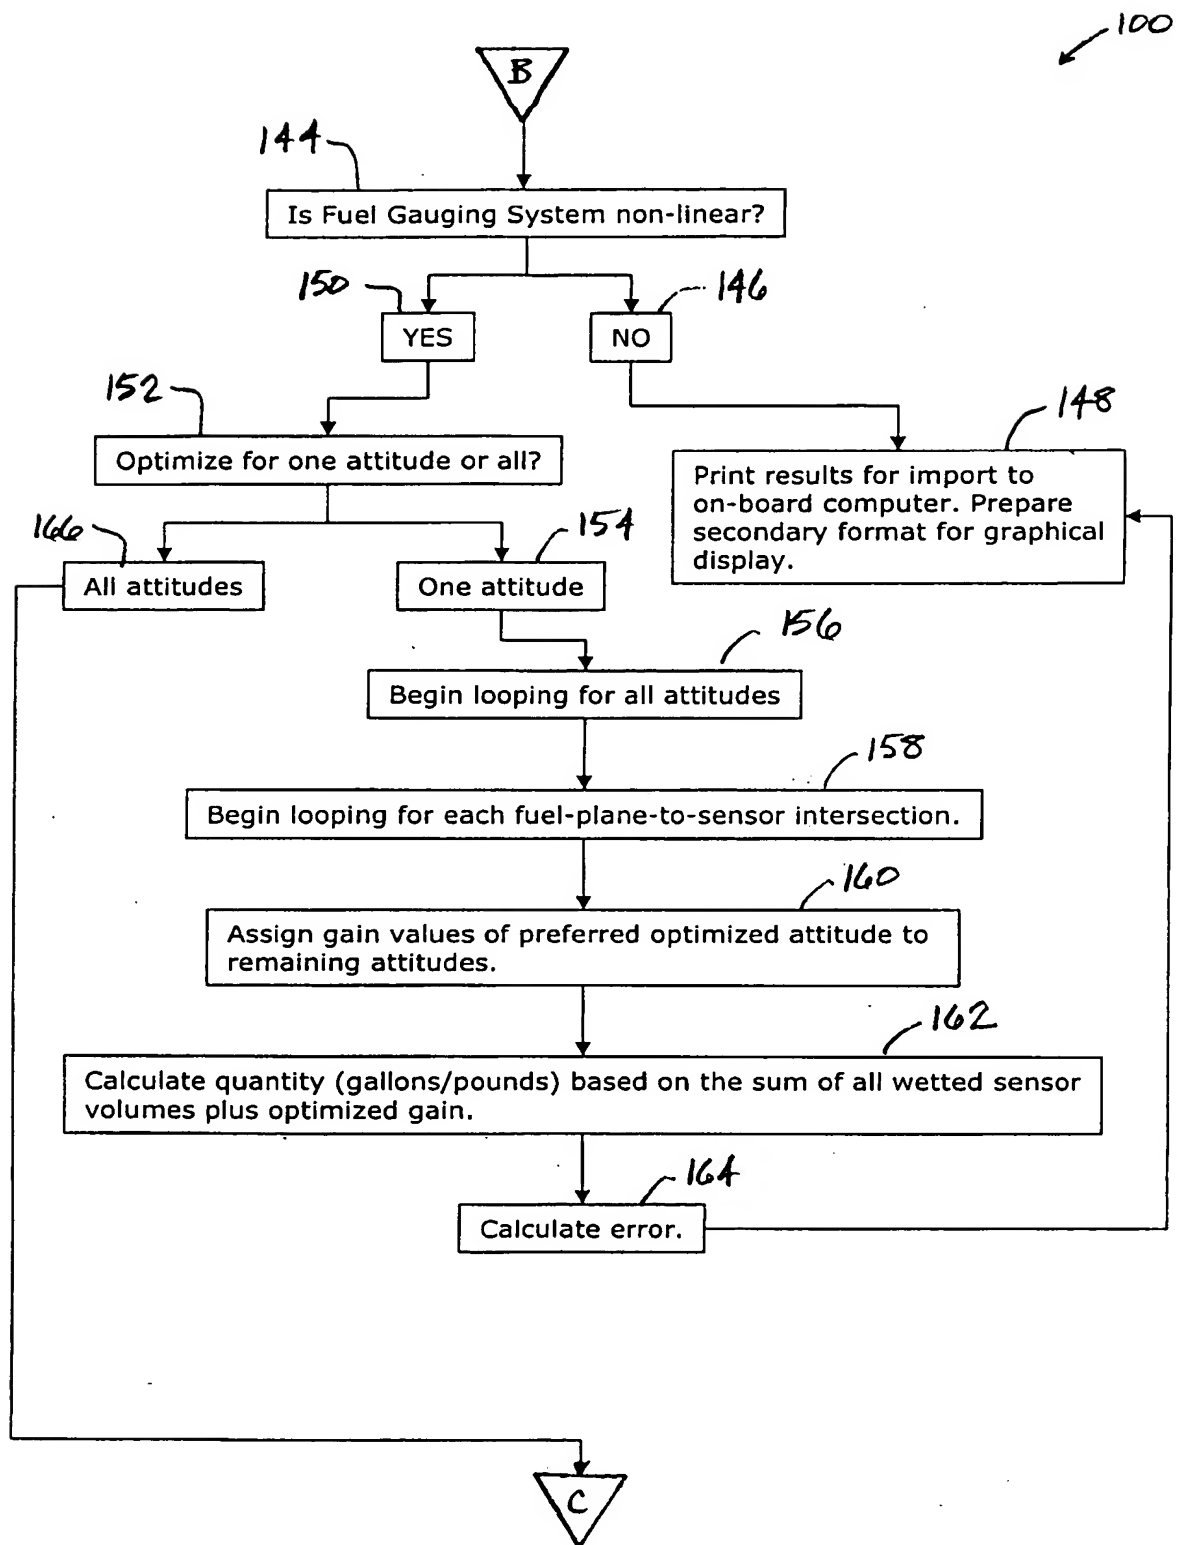 100
B
144
Is Fuel Gauging System non-linear?
150
146
YES
NO
152
148
Optimize for one attitude or all?
Print results for import to
on-board computer. Prepare
secondary format for graphical
display.
166
154
All attitudes
One attitude
156
Begin looping for all attitudes
158
Begin looping for each fuel-plane-to-sensor intersection.
160
Assign gain values of preferred optimized attitude to
remaining attitudes.
162
Calculate quantity (gallons/pounds) based on the sum of all wetted sensor
volumes plus optimized gain.
164
Calculate error.
C